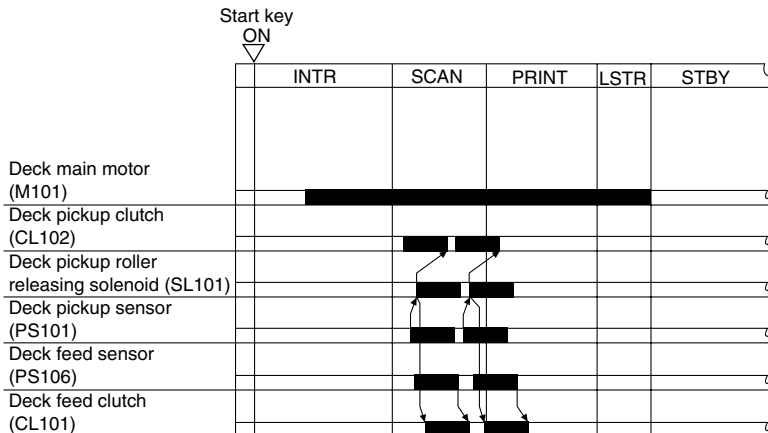 Start key
ON
INTR SCAN PRINT LSTR STBY
Deck main motor
(M101)
Deck pickup clutch
(CL102)
Deck pickup roller
releasing solenoid (SL101)
Deck pickup sensor
(PS101)
Deck feed sensor
(PS106)
Deck feed clutch
(CL101)